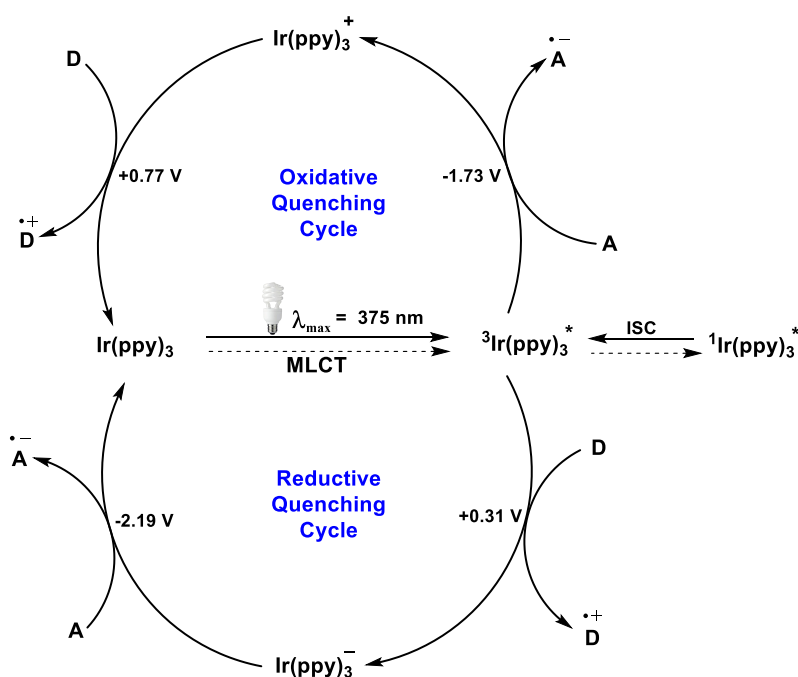 Ir(ppy)₃⁺
D
A•−
+0.77 V
-1.73 V
Oxidative
Quenching
Cycle
D•+
A
λmax = 375 nm
Ir(ppy)₃
³Ir(ppy)₃*
ISC
¹Ir(ppy)₃*
MLCT
A•−
D
Reductive
Quenching
Cycle
-2.19 V
+0.31 V
A
D•+
Ir(ppy)₃−